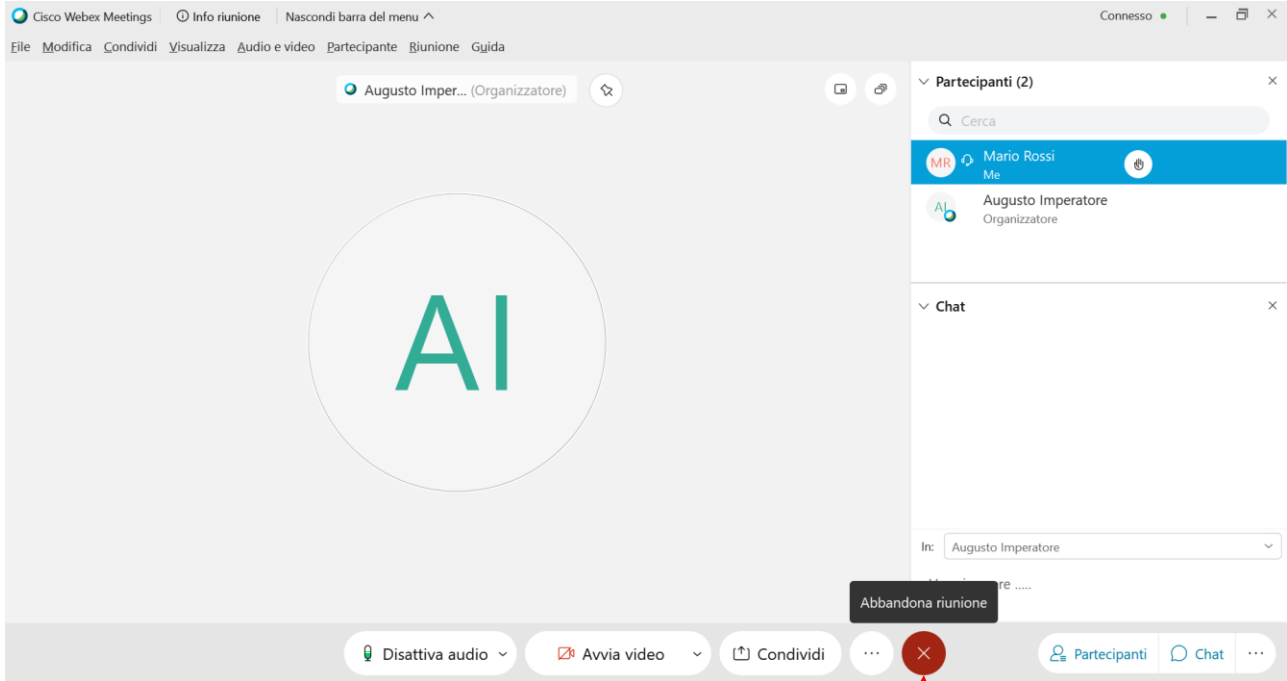 Cisco Webex Meetings Info riunione Nascondi barra del menu Connesso
File Modifica Condividi Visualizza Audio e video Partecipante Riunione Guida
Augusto Imper... (Organizzatore)
AI
Partecipanti (2)
Cerca
MR Mario Rossi
Me
AI Augusto Imperatore
Organizzatore
Chat
In: Augusto Imperatore
re .....
Abbandona riunione
Disattiva audio Avvia video Condividi ... Partecipanti Chat ...